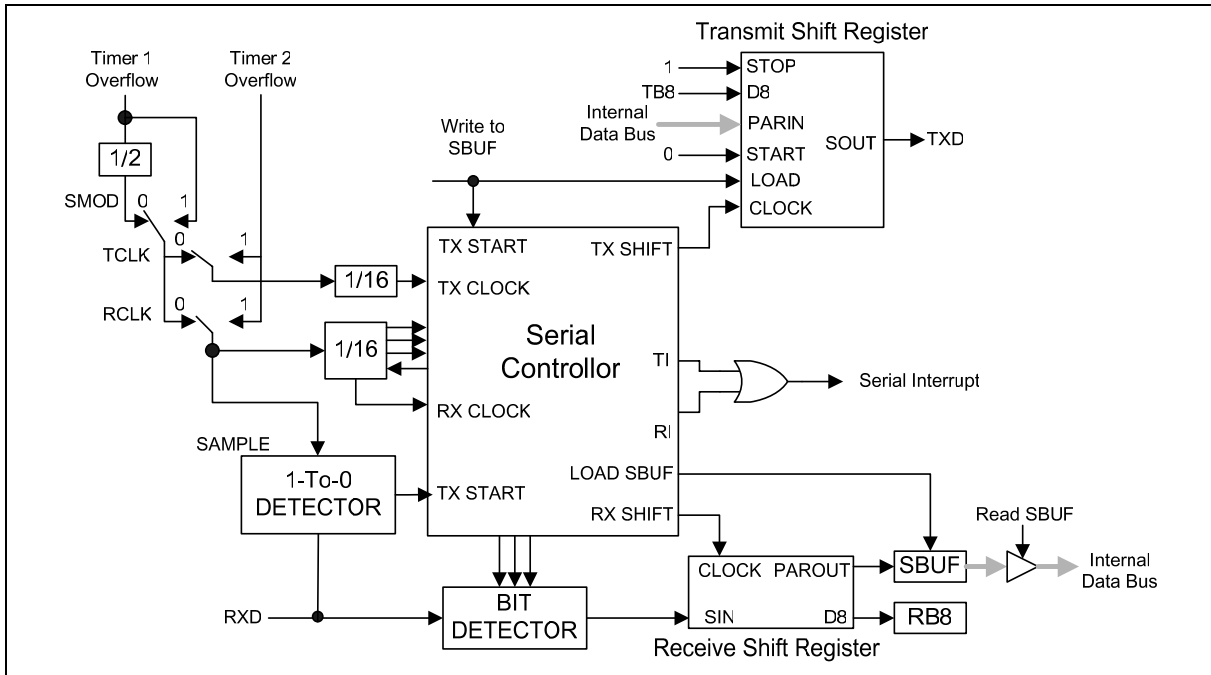 Transmit Shift Register
Timer 1
Overflow
Timer 2
Overflow
1
STOP
TB8
D8
Internal
Data Bus
PARIN
SOUT
TXD
0
START
LOAD
CLOCK
Write to
SBUF
1/2
SMOD
0
1
TCLK
0
1
RCLK
0
1
1/16
1/16
TX START
TX SHIFT
TX CLOCK
Serial
Controllor
TI
Serial Interrupt
RX CLOCK
RI
SAMPLE
1-To-0
DETECTOR
LOAD SBUF
TX START
RX SHIFT
Read SBUF
CLOCK
PAROUT
SBUF
Internal
Data Bus
RXD
BIT
DETECTOR
SIN
D8
RB8
Receive Shift Register